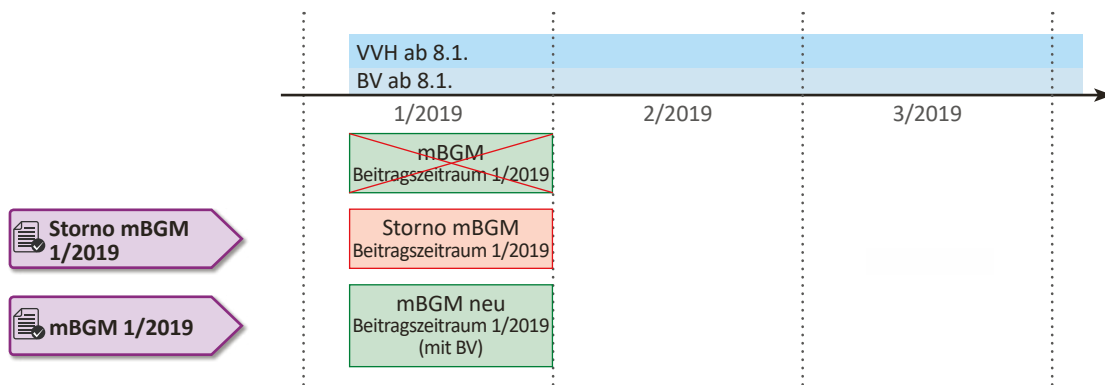 VVH ab 8.1.
BV ab 8.1.
1/2019
2/2019
3/2019
mBGM
Beitragszeitraum 1/2019
Storno mBGM
1/2019
Storno mBGM
Beitragszeitraum 1/2019
mBGM 1/2019
mBGM neu
Beitragszeitraum 1/2019
(mit BV)